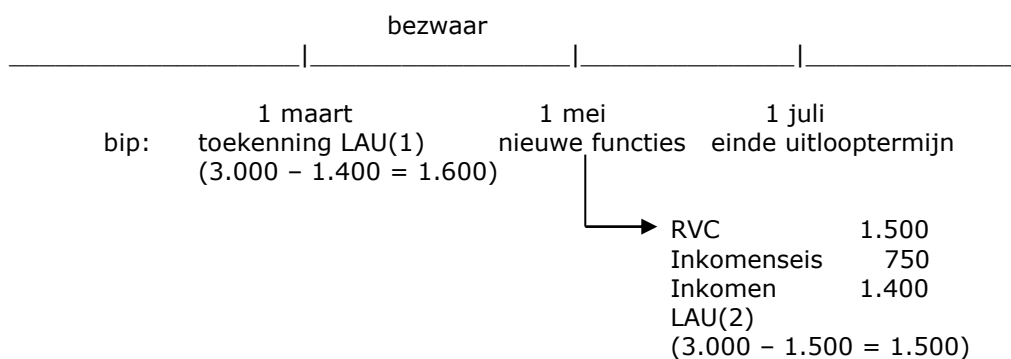 bezwaar
1 maart 1 mei 1 juli
bip: toekenning LAU(1) nieuwe functies einde uitlooptermijn
(3.000 – 1.400 = 1.600)
RVC 1.500
Inkomenseis 750
Inkomen 1.400
LAU(2)
(3.000 – 1.500 = 1.500)